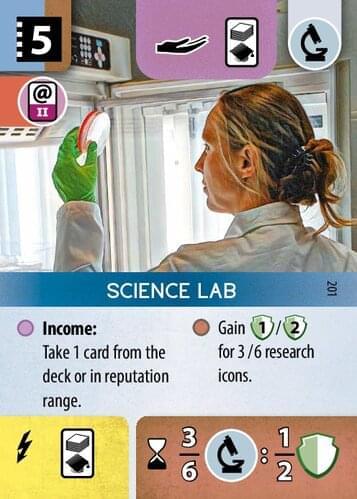 5
@
II
SCIENCE LAB
201
Income:
Take 1 card from the
deck or in reputation
range.
Gain 1 / 2
for 3 /6 research
icons.
3
6
:
1
2